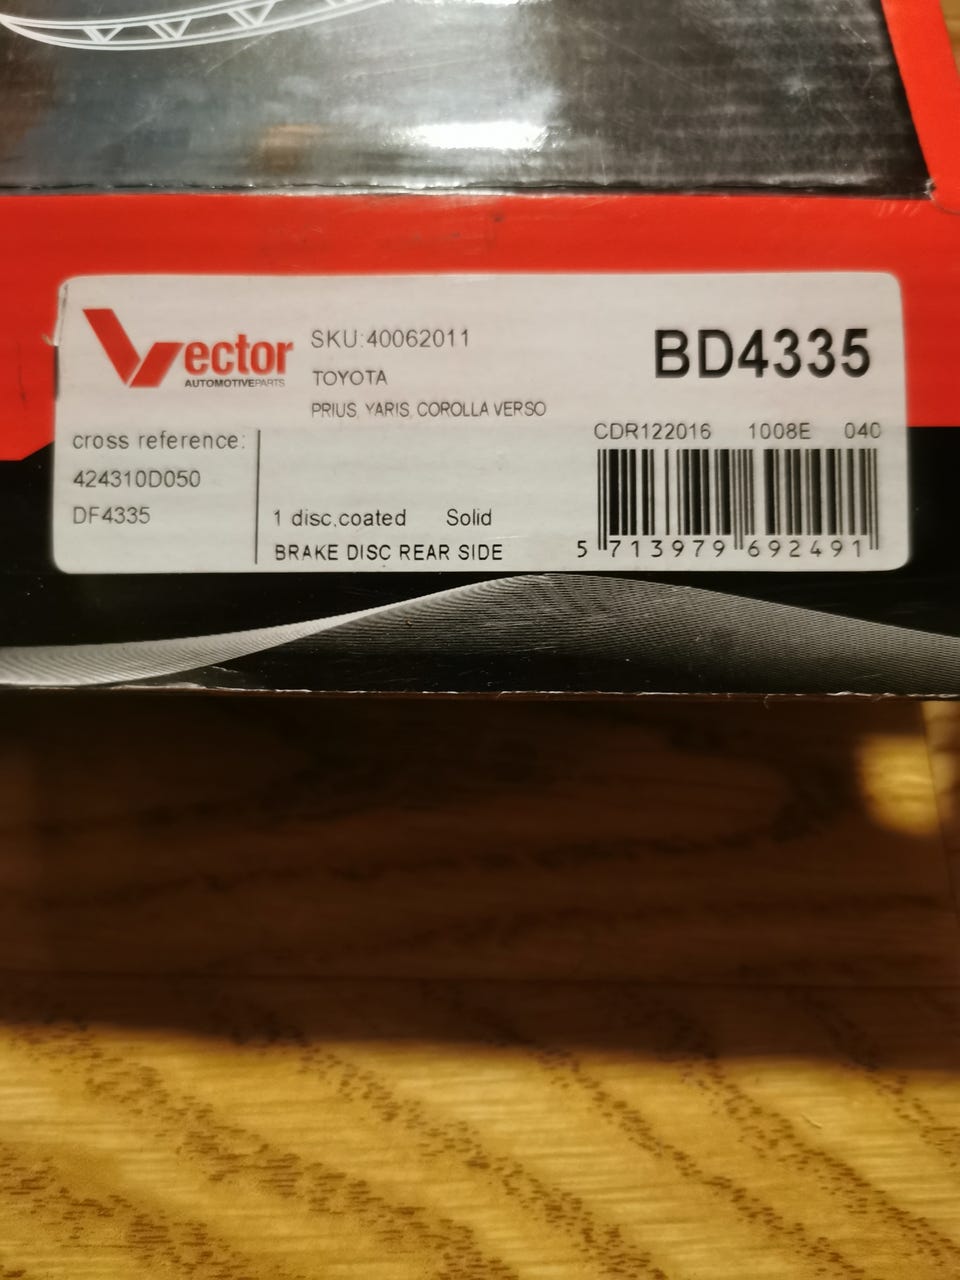 Vector
AUTOMOTIVEPARTS
SKU:40062011
TOYOTA
PRIUS, YARIS, COROLLA VERSO
BD4335
cross reference:
424310D050
DF4335
1 disc,coated Solid
BRAKE DISC REAR SIDE
CDR122016 1008E 040
5 713979 692491